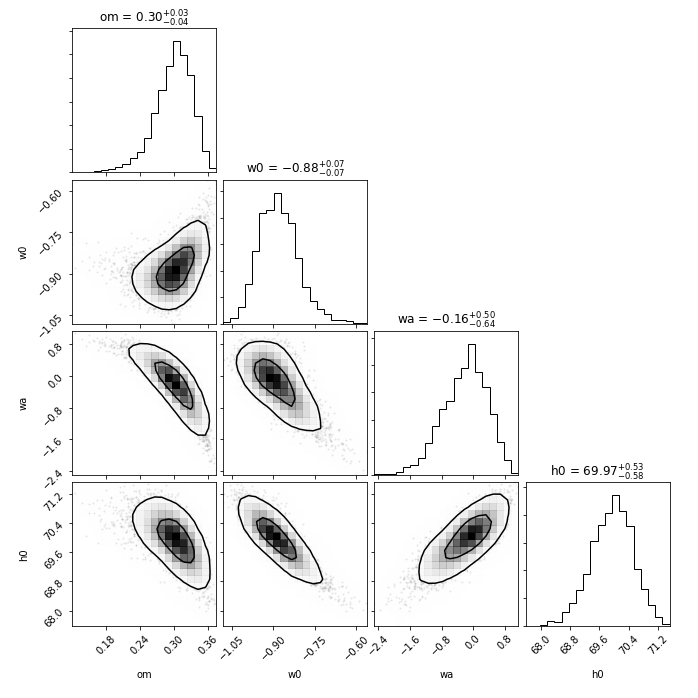 om = 0.30+0.03 −0.04
w0 = −0.88+0.07 −0.07
wa = −0.16+0.50 −0.64
h0 = 69.97+0.53 −0.58
w0
−0.60
−0.75
−0.90
−1.05
wa
0.8
0.0
−0.8
−1.6
−2.4
h0
71.2
70.4
69.6
68.8
68.0
0.18 0.24 0.30 0.36
−1.05 −0.90 −0.75 −0.60
−2.4 −1.6 −0.8 0.0 0.8
68.0 68.8 69.6 70.4 71.2
om w0 wa h0